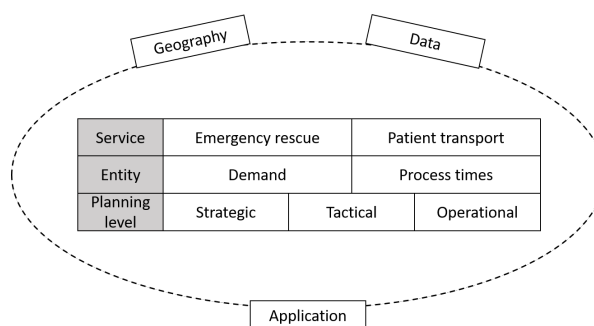 Geography
Data
Service
Emergency rescue
Patient transport
Entity
Demand
Process times
Planning
level
Strategic
Tactical
Operational
Application